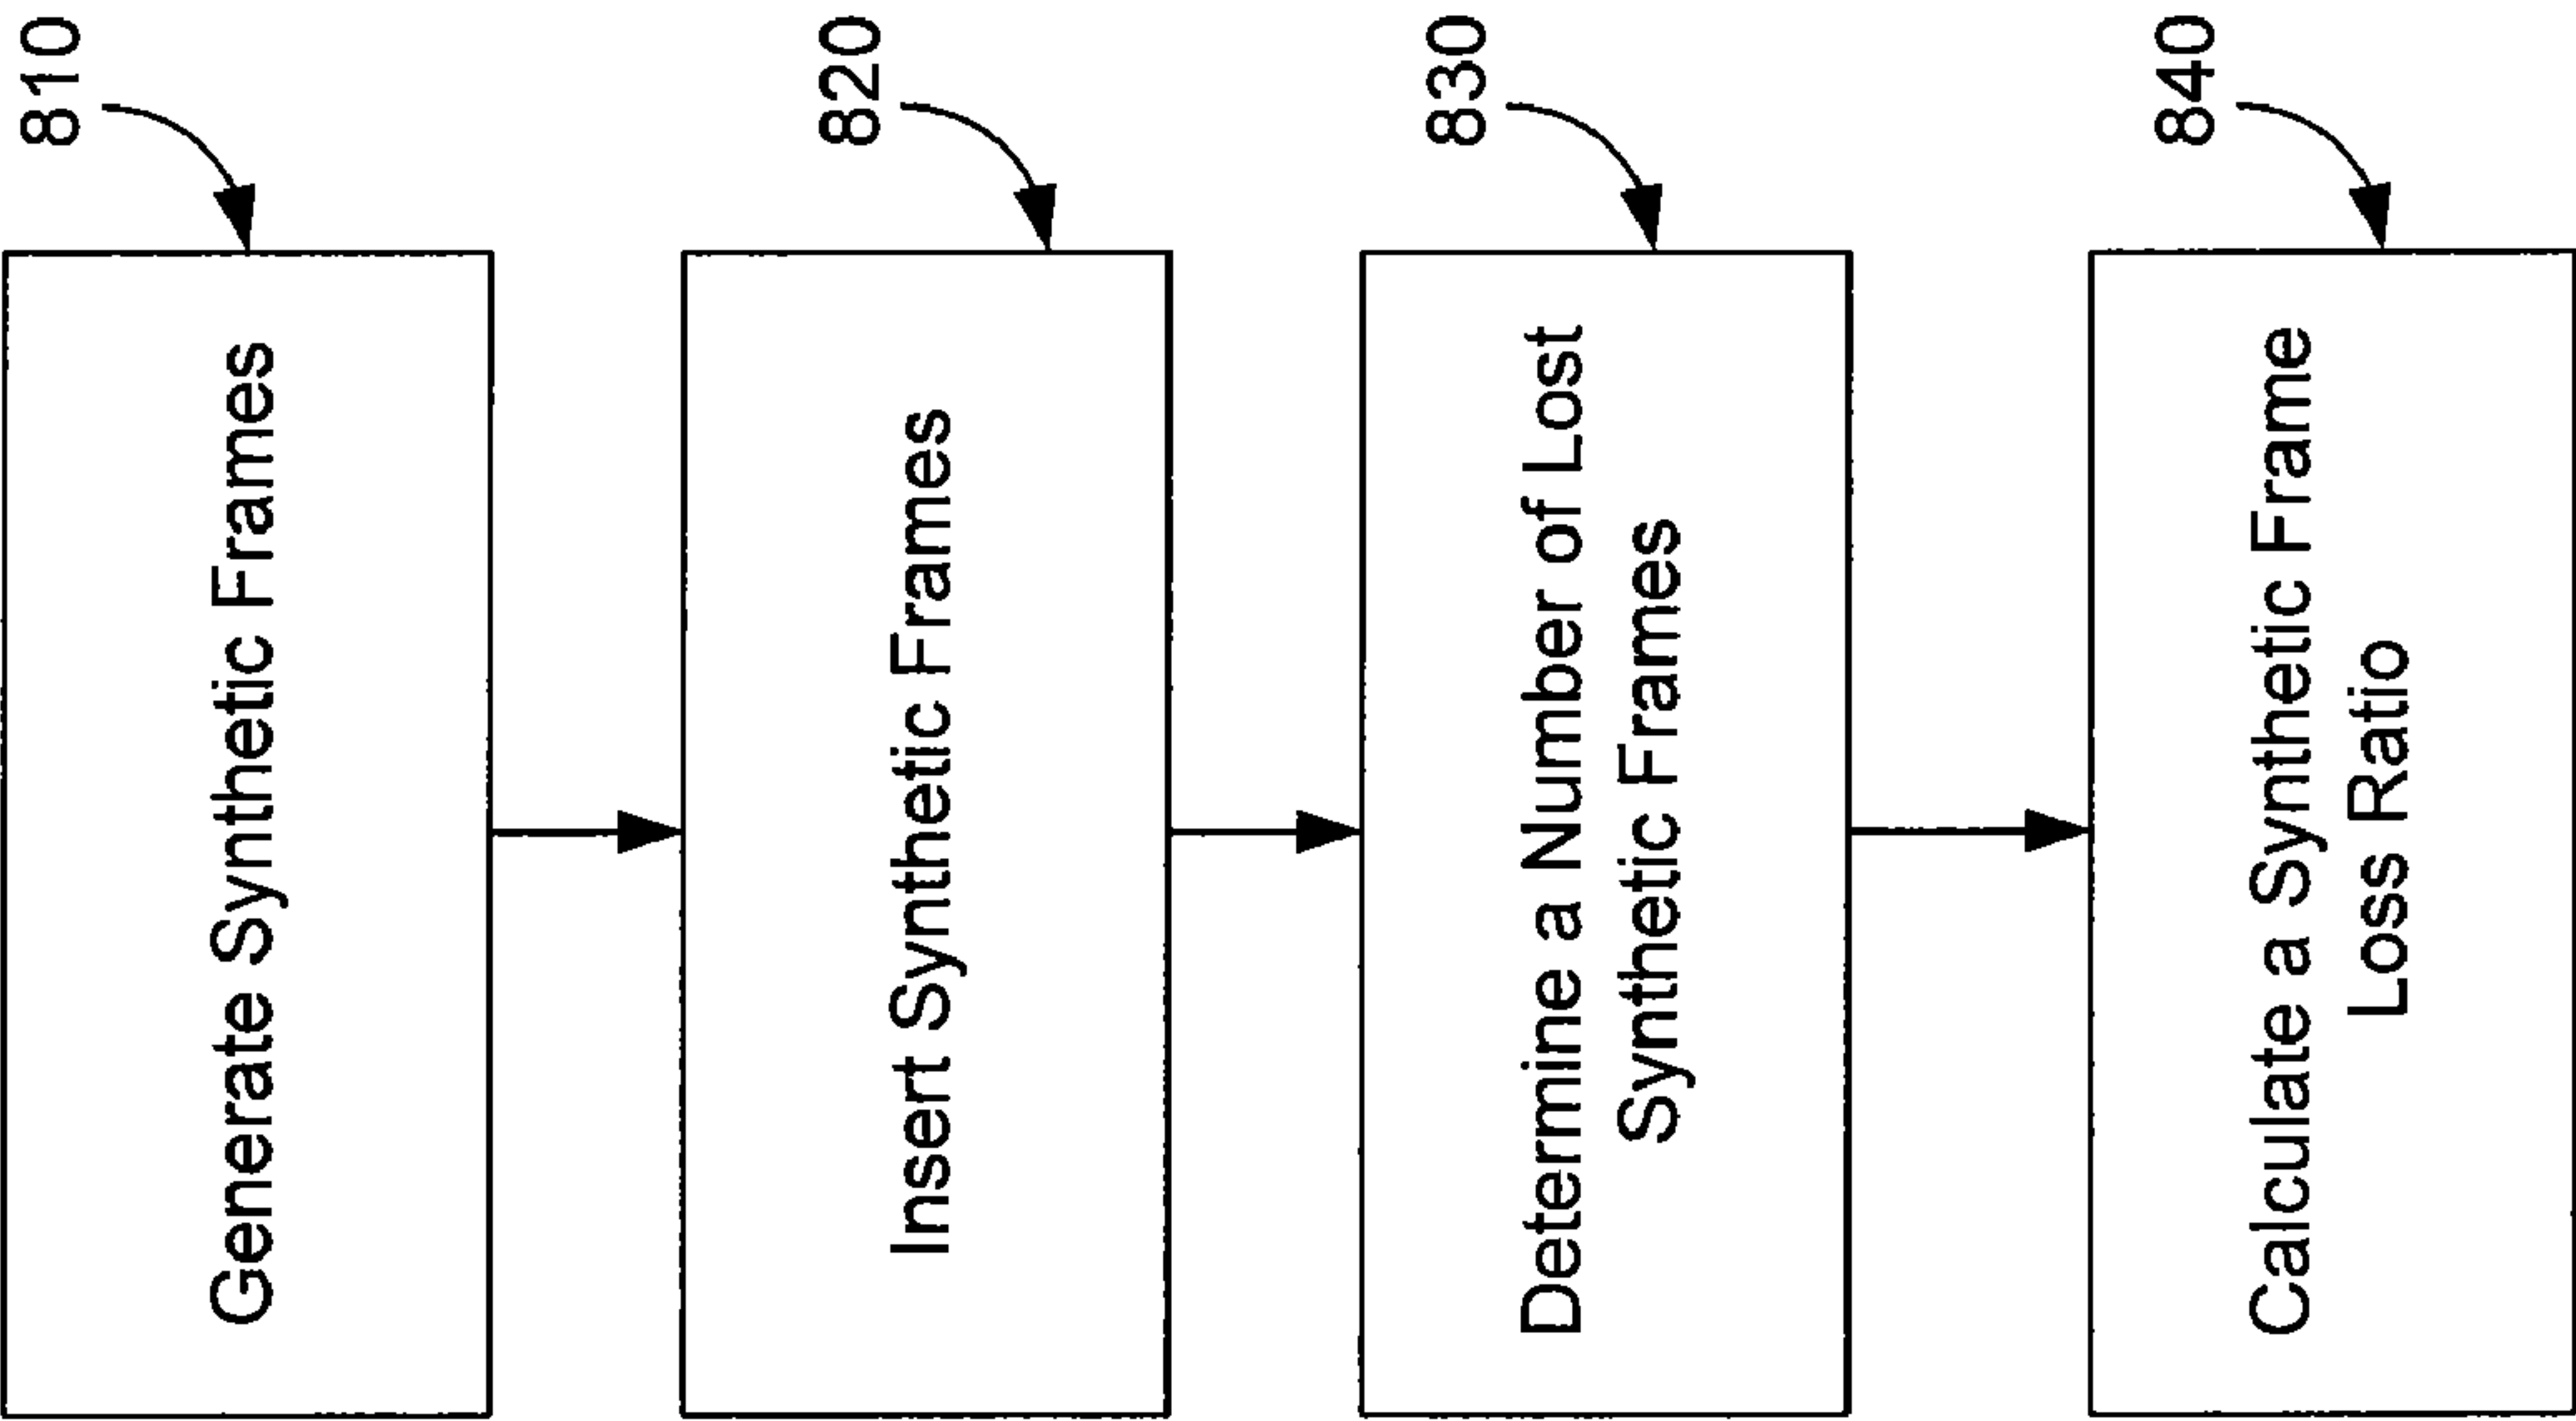 810
Generate Synthetic Frames
820
Insert Synthetic Frames
830
Determine a Number of Lost
Synthetic Frames
840
Calculate a Synthetic Frame
Loss Ratio